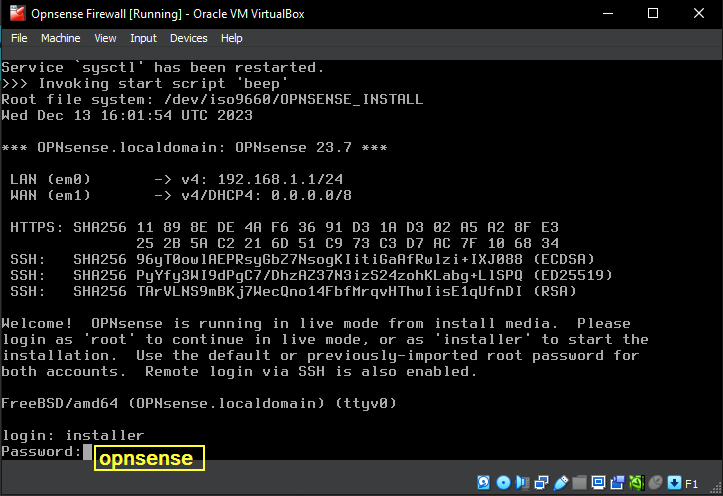 Opnsense Firewall [Running] - Oracle VM VirtualBox
File Machine View Input Devices Help
Service `sysctl' has been restarted.
>>> Invoking start script 'beep'
Root file system: /dev/iso9660/OPNSENSE_INSTALL
Wed Dec 13 16:01:54 UTC 2023
*** OPNsense.localdomain: OPNsense 23.7 ***
LAN (em0) -> v4: 192.168.1.1/24
WAN (em1) -> v4/DHCP4: 0.0.0.0/8
HTTPS: SHA256 11 89 8E DE 4A F6 36 91 D3 1A D3 02 A5 A2 8F E3
25 2B 5A C2 21 6D 51 C9 73 C3 D7 AC 7F 10 68 34
SSH: SHA256 96yT0owlAEPRsyGbZ7NsogKIitiGaAfRwlzi+IXJ088 (ECDSA)
SSH: SHA256 PyYfy3WI9dPgC7/DhzAZ37N3izS24zohKLabg+LlSPQ (ED25519)
SSH: SHA256 TArVLNS9mBKj7WecQno14FbfMrqvHThwIisE1qUfnDI (RSA)
Welcome! OPNsense is running in live mode from install media. Please
login as 'root' to continue in live mode, or as 'installer' to start the
installation. Use the default or previously-imported root password for
both accounts. Remote login via SSH is also enabled.
FreeBSD/amd64 (OPNsense.localdomain) (ttyv0)
login: installer
Password: opnsense
F1